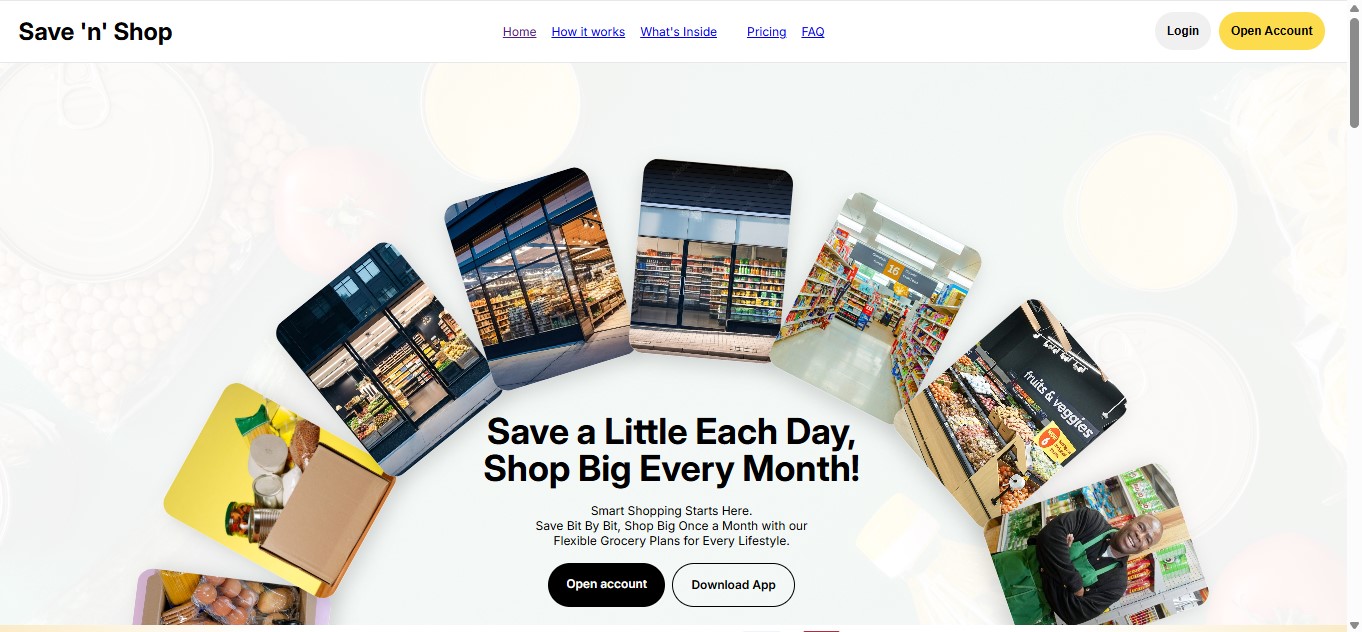 Save 'n' Shop
Home How it works What's Inside Pricing FAQ
Login Open Account
16
fruits & veggies
Save a Little Each Day,
Shop Big Every Month!
Smart Shopping Starts Here.
Save Bit By Bit, Shop Big Once a Month with our
Flexible Grocery Plans for Every Lifestyle.
Open account Download App